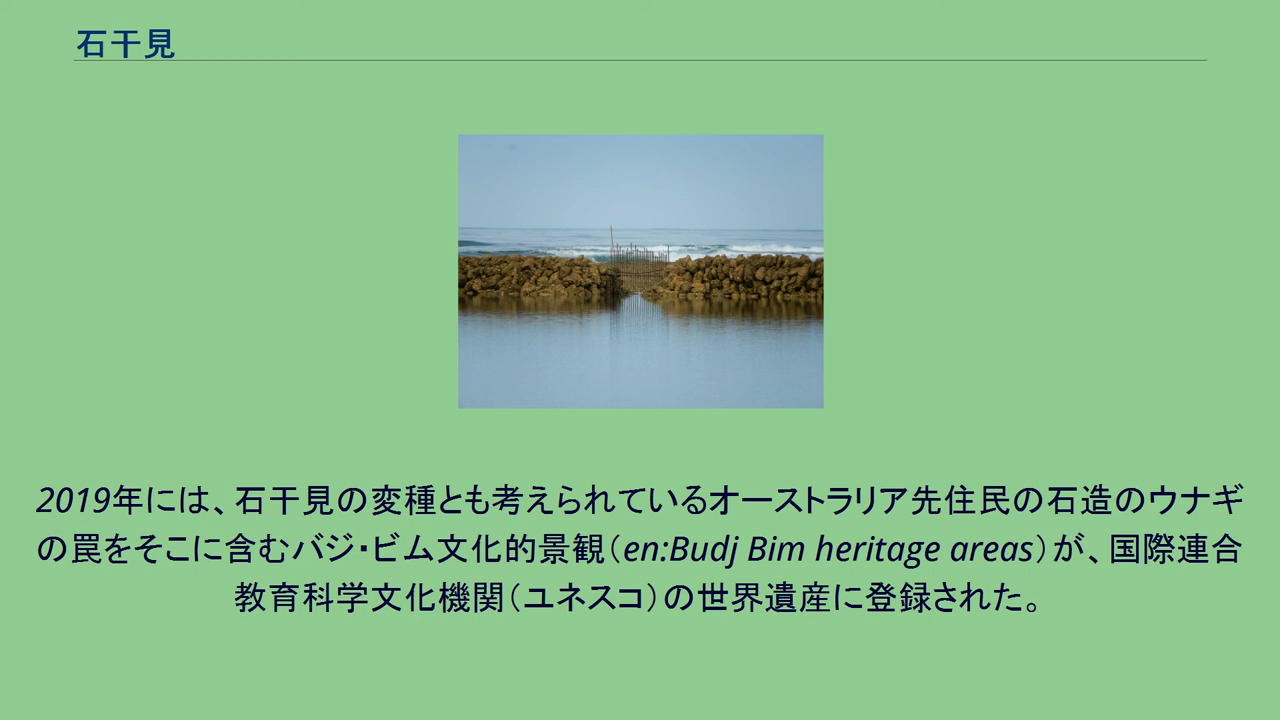 石干見
2019年には、石干見の変種とも考えられているオーストラリア先住民の石造のウナギ
の罠をそこに含むバジ・ビム文化的景観（en:Budj Bim heritage areas）が、国際連合
教育科学文化機関（ユネスコ）の世界遺産に登録された。